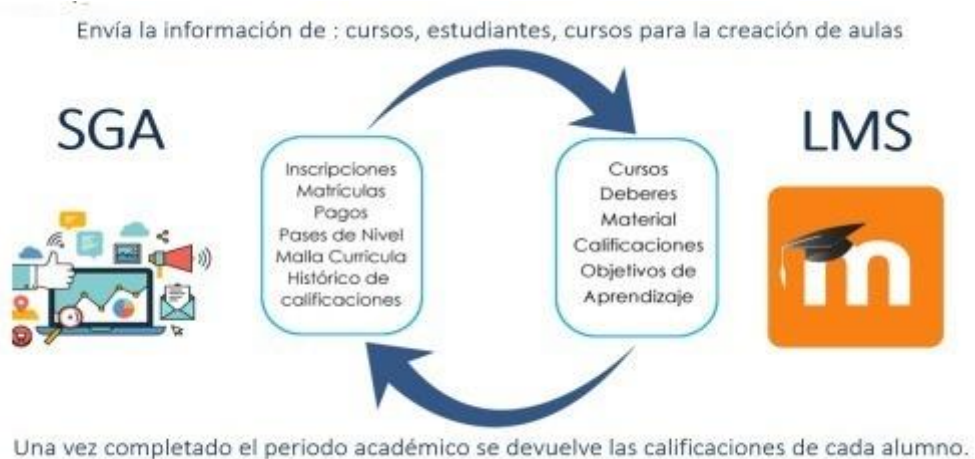 Envía la información de : cursos, estudiantes, cursos para la creación de aulas
SGA
Inscripciones
Matrículas
Pagos
Pases de Nivel
Malla Curricula
Histórico de
calificaciones
Cursos
Deberes
Material
Calificaciones
Objetivos de
Aprendizaje
LMS
m
Una vez completado el periodo académico se devuelve las calificaciones de cada alumno.